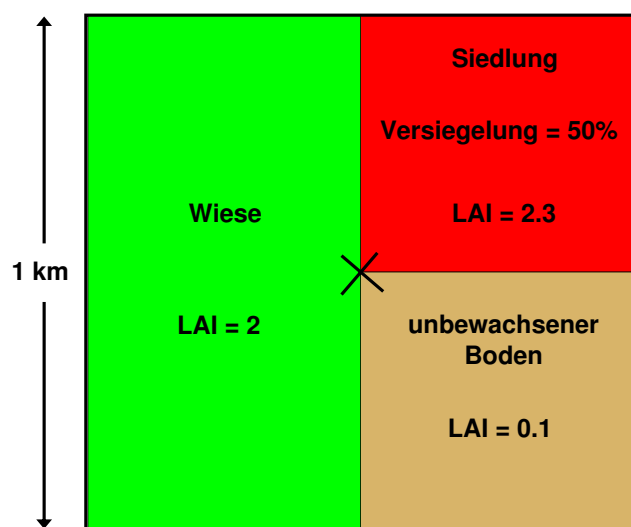 Siedlung
Versiegelung = 50%
Wiese
LAI = 2.3
1 km
LAI = 2
unbewachsener
Boden
LAI = 0.1